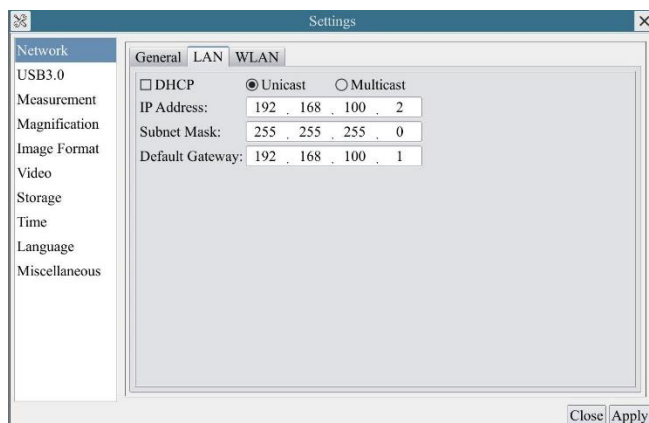 Settings
Network
USB3.0
Measurement
Magnification
Image Format
Video
Storage
Time
Language
Miscellaneous
General LAN WLAN
DHCP Unicast Multicast
IP Address: 192 . 168 . 100 . 2
Subnet Mask: 255 . 255 . 255 . 0
Default Gateway: 192 . 168 . 100 . 1
Close Apply